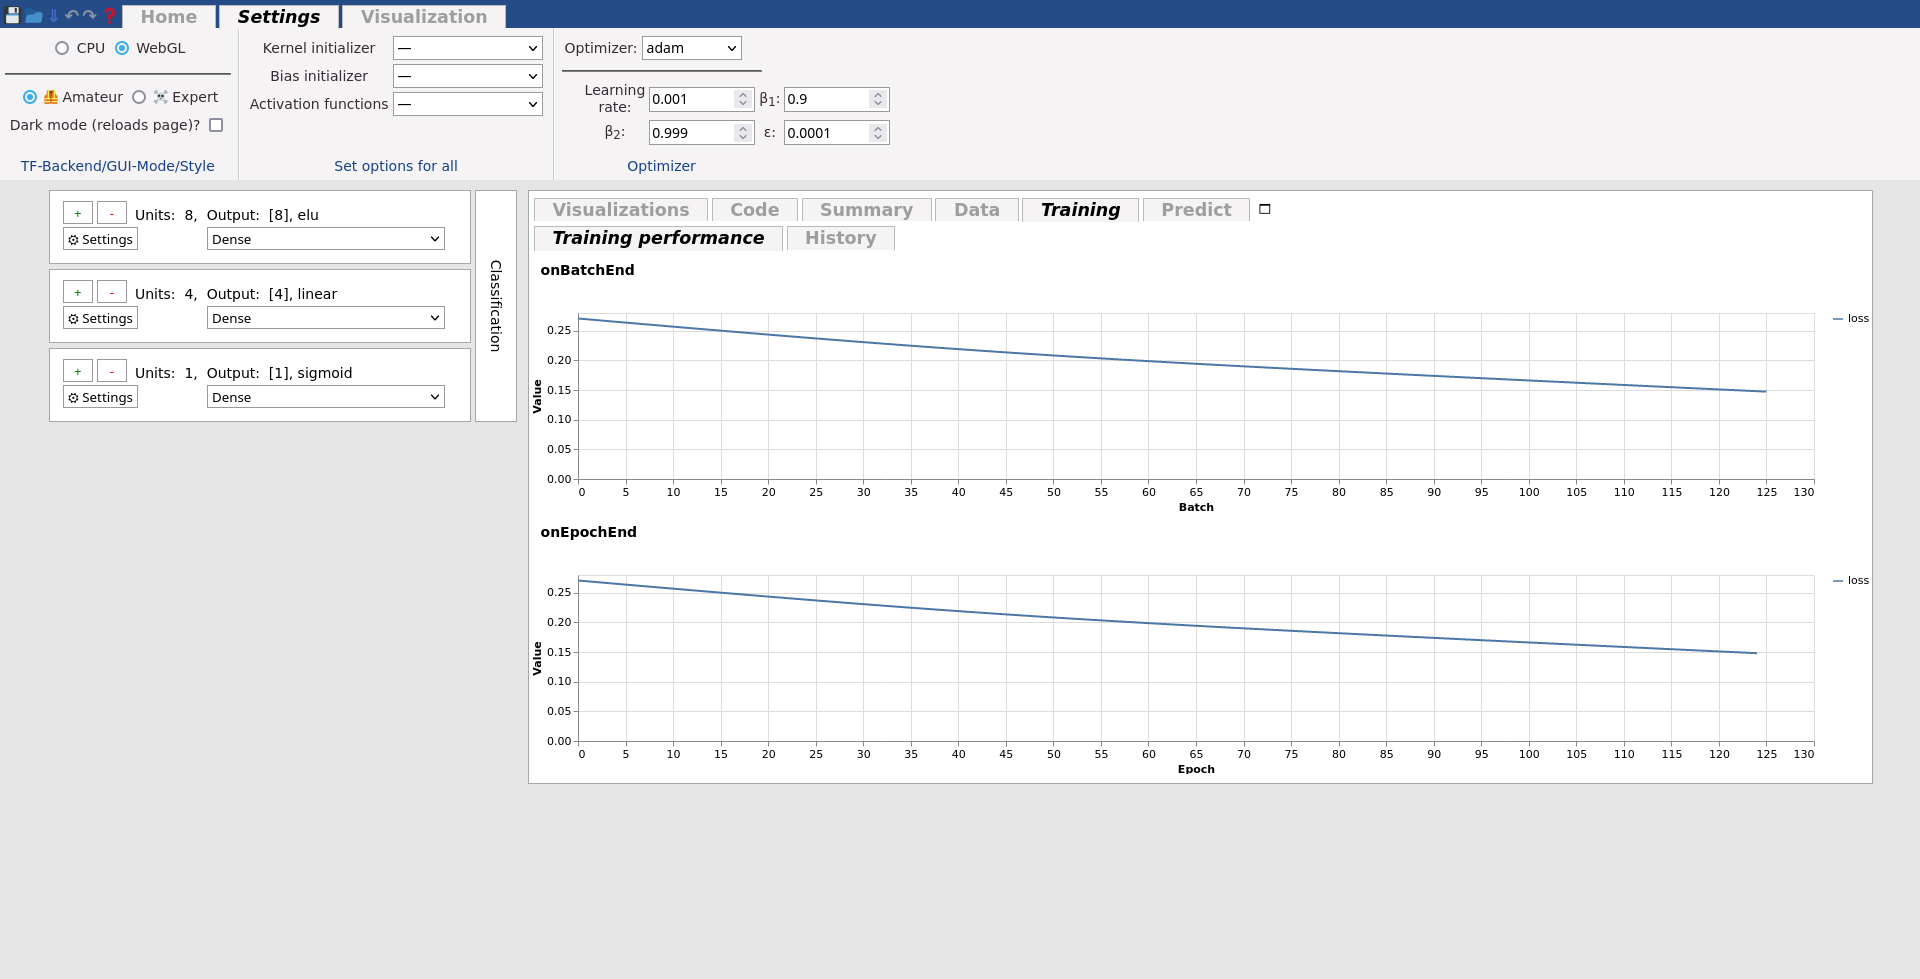 Home Settings Visualization
CPU WebGL
Amateur Expert
Dark mode (reloads page)?
TF-Backend/GUI-Mode/Style
Kernel initializer —
Bias initializer —
Activation functions —
Set options for all
Optimizer: adam
Learning rate: 0.001 β1: 0.9
β2: 0.999 ε: 0.0001
Optimizer
+ - Units: 8, Output: [8], elu
Settings Dense
+ - Units: 4, Output: [4], linear
Settings Dense
+ - Units: 1, Output: [1], sigmoid
Settings Dense
Classification
Visualizations Code Summary Data Training Predict
Training performance History
onBatchEnd
loss
0.25
0.20
0.15
0.10
0.05
0.00
Value
0 5 10 15 20 25 30 35 40 45 50 55 60 65 70 75 80 85 90 95 100 105 110 115 120 125 130
Batch
onEpochEnd
loss
0.25
0.20
0.15
0.10
0.05
0.00
Value
0 5 10 15 20 25 30 35 40 45 50 55 60 65 70 75 80 85 90 95 100 105 110 115 120 125 130
Epoch